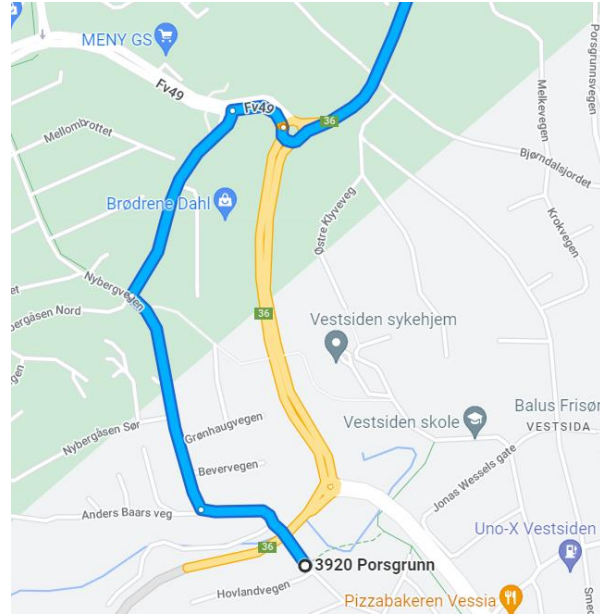 MENY GS
Fv49
Fv49
36
Porsgrunnsvegen
Melkevegen
Mellombrottet
Bjørndalsjordet
Krokvegen
Brødrene Dahl
Østre Klyveveg
Nybergvegen
bergåsen Nord
36
Vestsiden sykehjem
Balus Frisør
VESTSIDA
Vestsiden skole
Grønhaugvegen
Nybergåsen Sør
Bevervegen
Jonas Wessels gate
Anders Baars veg
Uno-X Vestsiden
36
3920 Porsgrunn
Hovlandvegen
Pizzabakeren Vessia